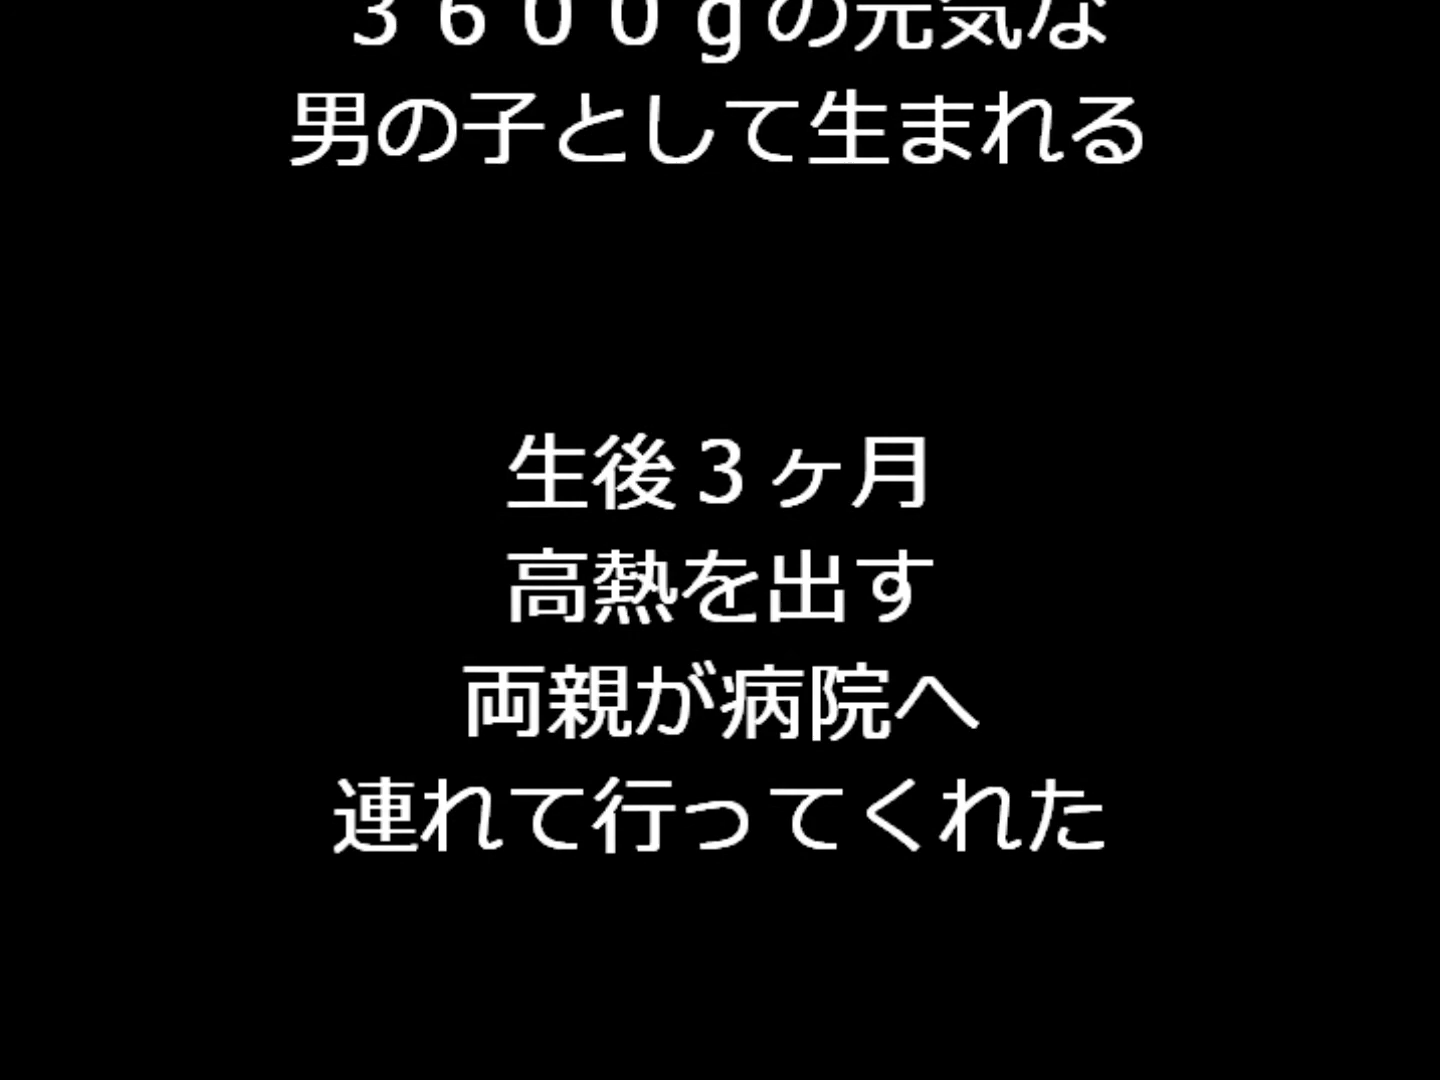 ３６００ｇの元気な
男の子として生まれる
生後３ヶ月
高熱を出す
両親が病院へ
連れて行ってくれた